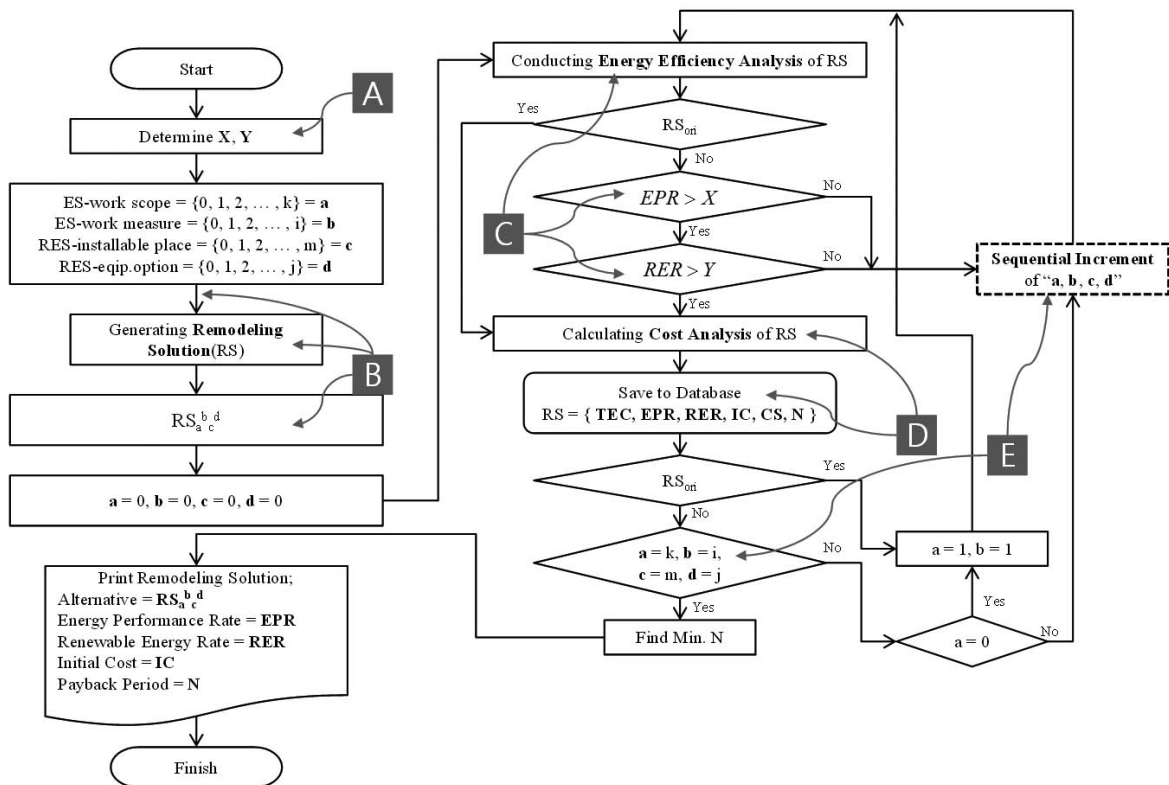 Start
Determine X, Y
ES-work scope = {0, 1, 2, … , k} = a
ES-work measure = {0, 1, 2, … , i} = b
RES-installable place = {0, 1, 2, … , m} = c
RES-eqip.option = {0, 1, 2, … , j} = d
Generating Remodeling
Solution(RS)
RS a b c d
a = 0, b = 0, c = 0, d = 0
Print Remodeling Solution;
Alternative = RS a b c d
Energy Performance Rate = EPR
Renewable Energy Rate = RER
Initial Cost = IC
Payback Period = N
Finish
A
B
Conducting Energy Efficiency Analysis of RS
Yes
RSori
No
EPR > X
No
Yes
RER > Y
No
Yes
C
Calculating Cost Analysis of RS
Save to Database
RS = { TEC, EPR, RER, IC, CS, N }
D
RSori
Yes
No
a = k, b = i,
c = m, d = j
No
Yes
Find Min. N
Sequential Increment
of “a, b, c, d”
E
a = 1, b = 1
Yes
a = 0
No